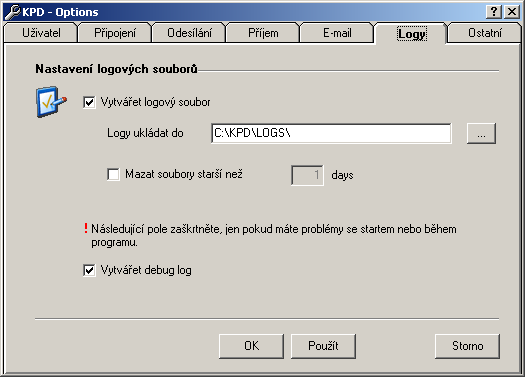 KPD - Options
Uživatel Připojení Odesílání Příjem E-mail Logy Ostatní
Nastavení logových souborů
Vytvářet logový soubor
Logy ukládat do C:\KPD\LOGS\ ...
Mazat soubory starší než 1 days
! Následující pole zaškrtněte, jen pokud máte problémy se startem nebo během
programu.
Vytvářet debug log
OK Použít Storno